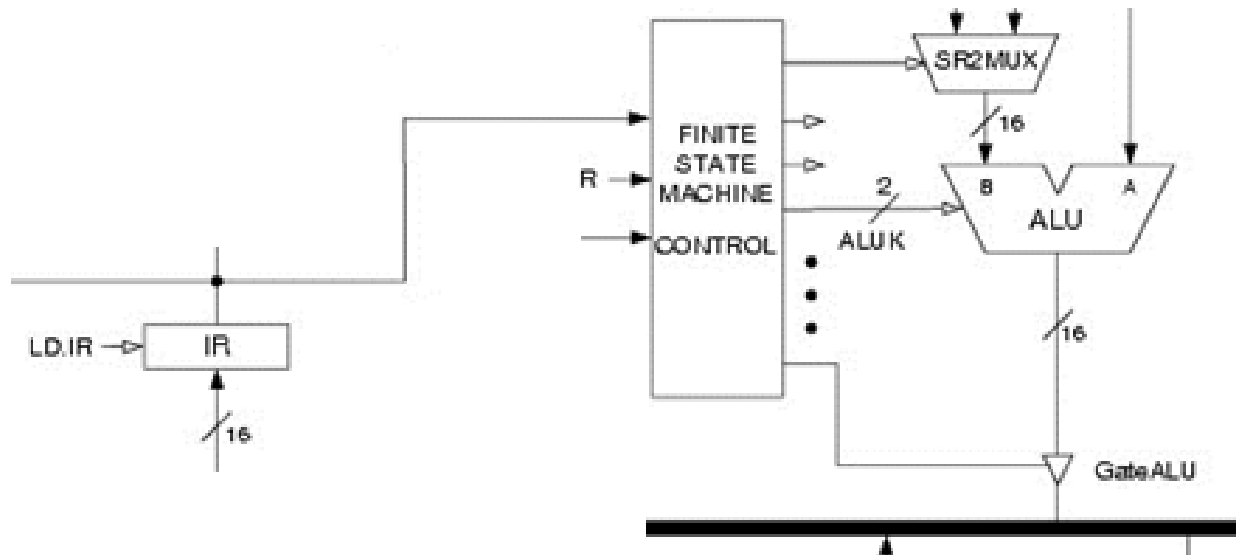 SR2MUX
16
FINITE
STATE
MACHINE
CONTROL
R
2
ALUK
B
A
ALU
LD.IR
IR
16
16
GateALU